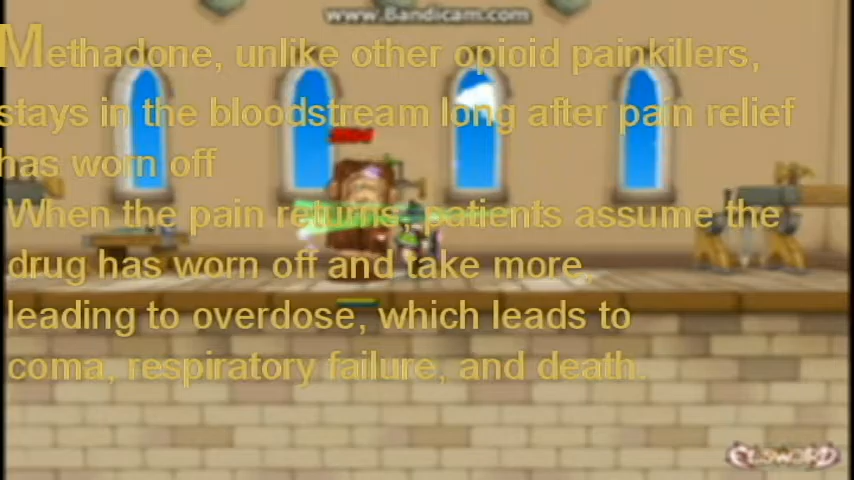 www.Bandicam.com
Methadone, unlike other opioid painkillers,
stays in the bloodstream long after pain relief
has worn off
When the pain returns, patients assume the
drug has worn off and take more,
leading to overdose, which leads to
coma, respiratory failure, and death.
ELSWORD